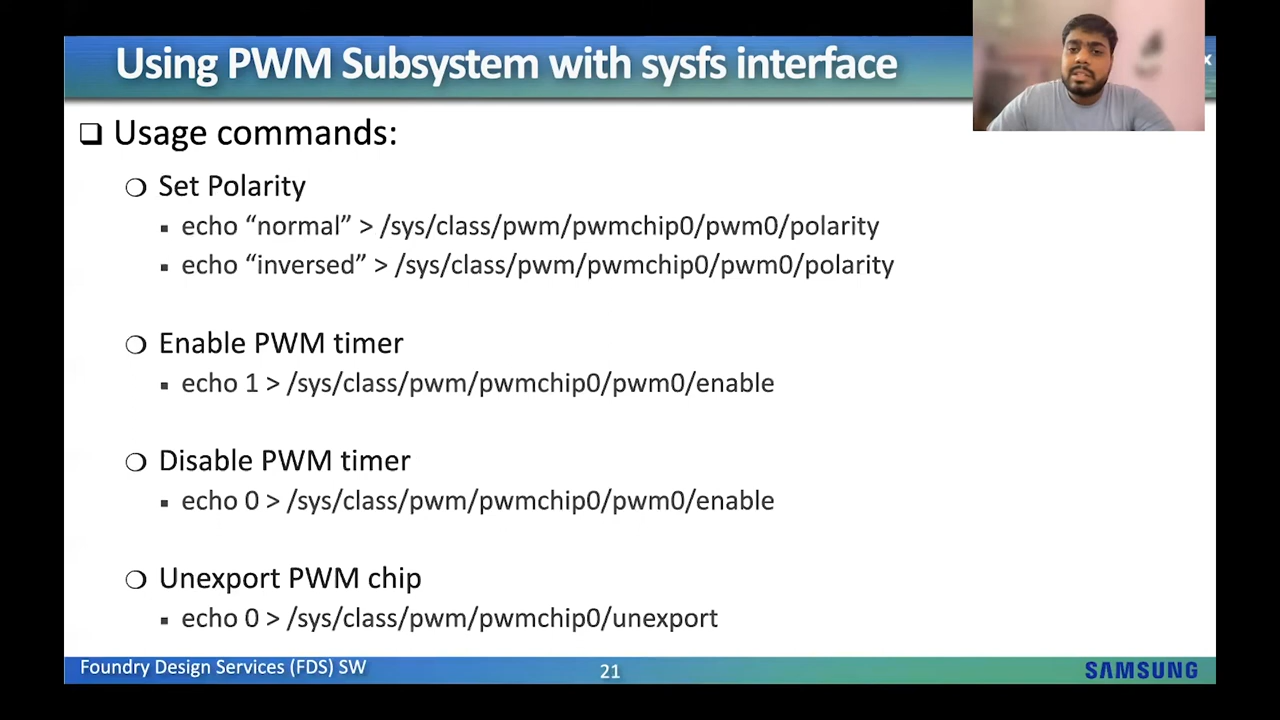 Using PWM Subsystem with sysfs interface
x
Usage commands:
Set Polarity
echo “normal” > /sys/class/pwm/pwmchip0/pwm0/polarity
echo “inversed” > /sys/class/pwm/pwmchip0/pwm0/polarity
Enable PWM timer
echo 1 > /sys/class/pwm/pwmchip0/pwm0/enable
Disable PWM timer
echo 0 > /sys/class/pwm/pwmchip0/pwm0/enable
Unexport PWM chip
echo 0 > /sys/class/pwm/pwmchip0/unexport
Foundry Design Services (FDS) SW
21
SAMSUNG